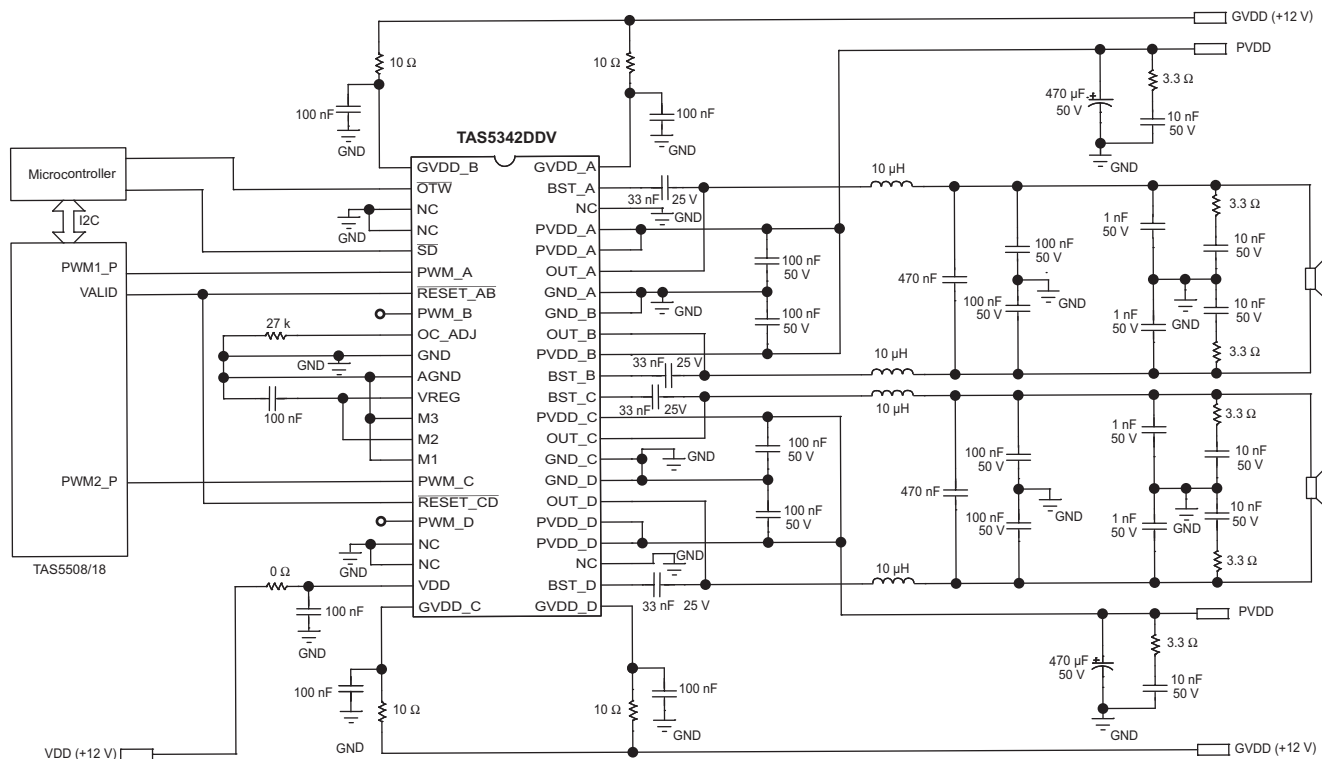 GVDD (+12 V)
PVDD
10 Ω
10 Ω
3.3 Ω
470 µF
50 V
100 nF
100 nF
10 nF
50 V
GND
GND
GND
TAS5342DDV
Microcontroller
I2C
GVDD_B
OTW
NC
NC
SD
PWM_A
RESET_AB
PWM_B
OC_ADJ
GND
AGND
VREG
M3
M2
M1
PWM_C
RESET_CD
PWM_D
NC
NC
VDD
GVDD_C
GVDD_A
BST_A
NC
PVDD_A
PVDD_A
OUT_A
GND_A
GND_B
OUT_B
PVDD_B
BST_B
BST_C
PVDD_C
OUT_C
GND_C
GND_D
OUT_D
PVDD_D
PVDD_D
NC
BST_D
GVDD_D
PWM1_P
VALID
PWM2_P
TAS5508/18
GND
27 k
GND
100 nF
GND
0 Ω
100 nF
GND
33 nF 25 V
GND
100 nF
50 V
GND
100 nF
50 V
33 nF 25 V
33 nF 25V
100 nF
50 V
GND
100 nF
50 V
GND
33 nF 25 V
10 µH
10 µH
10 µH
10 µH
470 nF
100 nF
50 V
GND
100 nF
50 V
1 nF
50 V
1 nF
50 V
GND
3.3 Ω
10 nF
50 V
10 nF
50 V
3.3 Ω
470 nF
100 nF
50 V
GND
100 nF
50 V
1 nF
50 V
1 nF
50 V
GND
3.3 Ω
10 nF
50 V
10 nF
50 V
3.3 Ω
PVDD
3.3 Ω
470 µF
50 V
10 nF
50 V
GND
100 nF
10 Ω
GND
100 nF
10 Ω
GND
VDD (+12 V)
GVDD (+12 V)